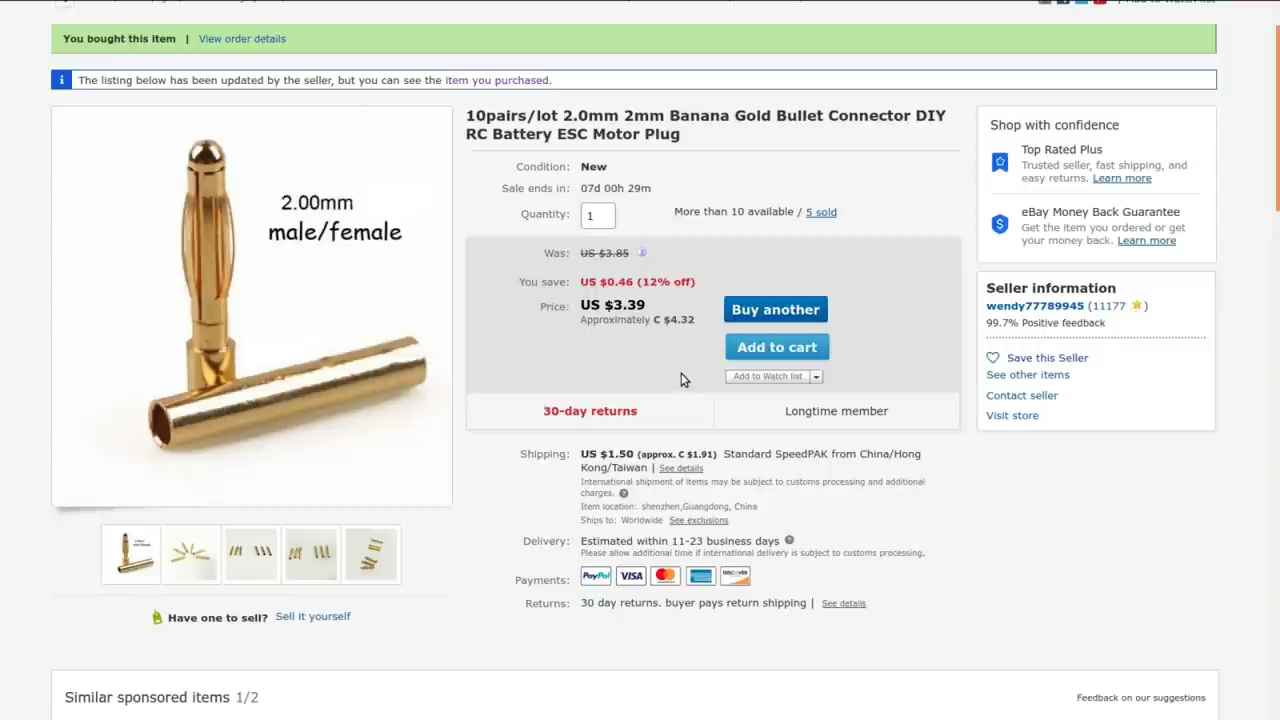 You bought this item | View order details
i The listing below has been updated by the seller, but you can see the item you purchased.
2.00mm
male/female
10pairs/lot 2.0mm 2mm Banana Gold Bullet Connector DIY
RC Battery ESC Motor Plug
Condition: New
Sale ends in: 07d 00h 29m
Quantity: 1 More than 10 available / 5 sold
Was: US $3.85
You save: US $0.46 (12% off)
Price: US $3.39
Approximately C $4.32
Buy another
Add to cart
Add to Watch list
30-day returns Longtime member
Shipping: US $1.50 (approx. C $1.91) Standard SpeedPAK from China/Hong
Kong/Taiwan | See details
International shipment of items may be subject to customs processing and additional
charges. ?
Item location: shenzhen,Guangdong, China
Ships to: Worldwide See exclusions
Delivery: Estimated within 11-23 business days ?
Please allow additional time if international delivery is subject to customs processing.
Payments: PayPal VISA DISCOVER
Returns: 30 day returns. buyer pays return shipping | See details
Shop with confidence
Top Rated Plus
Trusted seller, fast shipping, and
easy returns. Learn more
eBay Money Back Guarantee
Get the item you ordered or get
your money back. Learn more
Seller information
wendy77789945 (11177 )
99.7% Positive feedback
Save this Seller
See other items
Contact seller
Visit store
Have one to sell? Sell it yourself
Similar sponsored items 1/2
Feedback on our suggestions